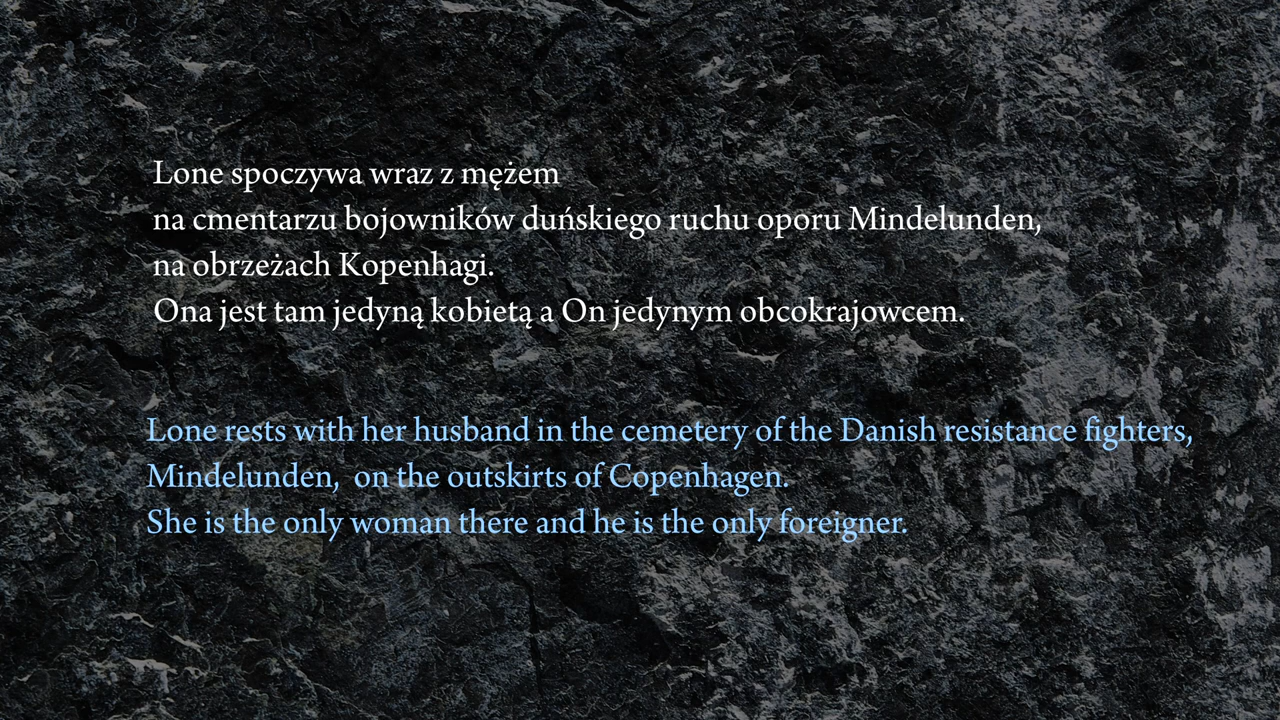 Lone spoczywa wraz z mężem
na cmentarzu bojowników duńskiego ruchu oporu Mindelunden,
na obrzeżach Kopenhagi.
Ona jest tam jedyną kobietą a On jedynym obcokrajowcem.
Lone rests with her husband in the cemetery of the Danish resistance fighters,
Mindelunden,  on the outskirts of Copenhagen.
She is the only woman there and he is the only foreigner.